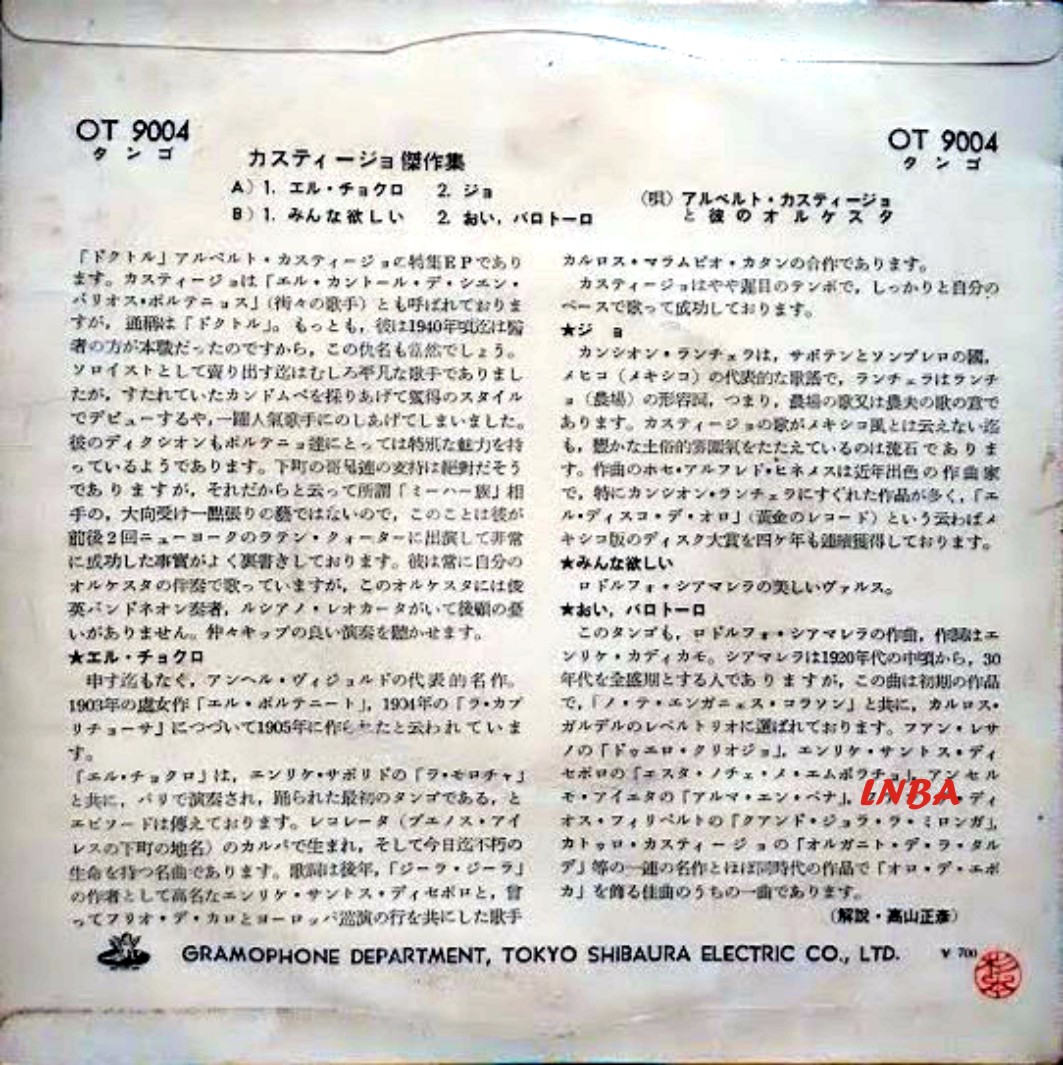 OT 9004
タンゴ
OT 9004
タンゴ
カスティージョ傑作集
A) 1. エル・チョクロ 2. ジョ
B) 1. みんな欲しい 2. おい,バロトーロ
(唄) アルベルト・カスティージョ
と彼のオルケスタ
「ドクトル」アルベルト・カスティージョの特集EPであり
ます。カスティージョは「エル・カントール・デ・シエン・
バリオス・ポルテニョス」(街々の歌手)とも呼ばれておりま
すが,通稱は「ドクトル」。もっとも,彼は1940年頃迄は醫
者の方が本職だったのですから,この仇名も當然でしょう。
ソロイストとして賣り出す迄はむしろ平凡な歌手でありまし
たが,すたれていたカンドムベを採りあげて獨得のスタイル
でデビューするや,一躍人氣歌手にのしあげてしまいました。
彼のディクシオンもポルテニョ達にとっては特別な魅力を持
っているようであります。下町の哥兄連の支持は絕對だそう
でありますが,それだからと云って所謂「ミーハー族」相
手の,大向受け一點張りの藝ではないので,このことは彼が
前後2回ニューヨークのラテン・クォーターに出演して非常
に成功した事實がよく裏書きしております。彼は常に自分の
オルケスタの伴奏で歌っていますが,このオルケスタには俊
英バンドネオン奏者,ルシアノ・レオカータがいて後顧の憂
いがありません。仲々キップの良い演奏を聽かせます。
★エル・チョクロ
申す迄もなく,アンヘル・ヴィジョルドの代表的名作。
1903年の處女作「エル・ポルテニート」,1904年の「ラ・カプ
リチョーサ」につづいて1905年に作られたと云われていま
す。
「エル・チョクロ」は,エンリケ・サボリドの「ラ・モロチャ」
と共に,パリで演奏され,踊られた最初のタンゴである,と
エピソードは傳えております。レコレータ(ブエノス・アイ
レスの下町の地名)のカルパで生まれ,そして今日迄不朽の
生命を持つ名曲であります。歌詞は後年,「ジーラ・ジーラ」
の作者として高名なエンリケ・サントス・ディセポロと,曾
ってフリオ・デ・カロとヨーロッパ巡演の行を共にした歌手
カルロス・マラムビオ・カタンの合作であります。
カスティージョはやや遲目のテンポで,しっかりと自分の
ペースで歌って成功しております。
★ジョ
カンシオン・ランチェラは,サボテンとソンブレロの國,
メヒコ(メキシコ)の代表的な歌謠で,ランチェラはランチ
ョ(農場)の形容詞,つまり,農場の歌又は農夫の歌の意で
あります。カスティージョの歌がメキシコ風とは云えない迄
も,豐かな土俗的雰圍氣をたたえているのは流石でありま
す。作曲のホセ・アルフレド・ヒネメスは近年出色の作曲家
で,特にカンシオン・ランチェラにすぐれた作品が多く,「エ
ル・ディスコ・デ・オロ」(黃金のレコード)という云わばメ
キシコ版のディスク大賞を四ケ年も連續獲得しております。
★みんな欲しい
ロドルフォ・シアマレラの美しいヴァルス。
★おい,バロトーロ
このタンゴも,ロドルフォ・シアマレラの作曲,作詞はエ
ンリケ・カディカモ。シアマレラは1920年代の中頃から,30
年代を全盛期とする人でありますが,この曲は初期の作品
で,「ノ・テ・エンガニェス・コラソン」と共に,カルロス・
ガルデルのレペルトリオに選ばれております。フアン・レサ
ノの「ドゥエロ・クリオジョ」,エンリケ・サントス・ディ
セポロの「エスタ・ノチェ・メ・エムボラチョ」,アンセル
モ・アイエタの「アルマ・エン・ペナ」, ディ
オス・フィリベルトの「クアンド・ジョラ・ラ・ミロンガ」,
カトゥロ・カスティージョの「オルガニト・デ・ラ・タル
デ」等の一連の名作とほぼ同時代の作品で「オロ・デ・エポ
カ」を飾る佳曲のうちの一曲であります。
(解說・高山正彥)
LNBA
GRAMOPHONE DEPARTMENT, TOKYO SHIBAURA ELECTRIC CO., LTD.
¥ 700